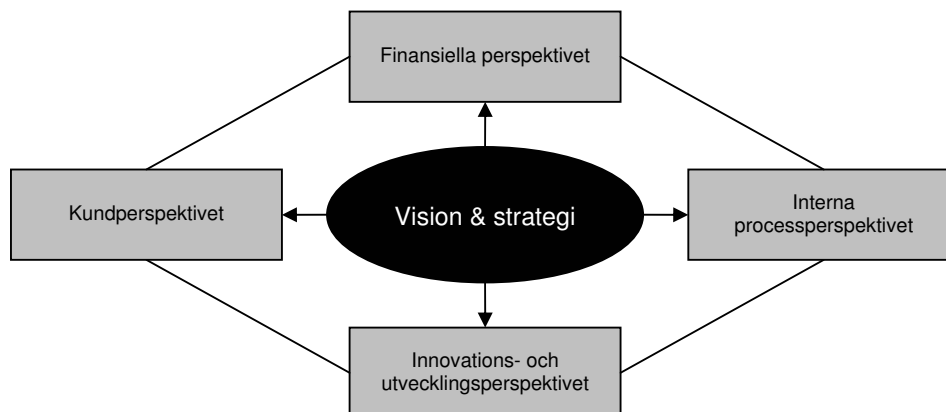 Finansiella perspektivet
Kundperspektivet
Vision & strategi
Interna
processperspektivet
Innovations- och
utvecklingsperspektivet